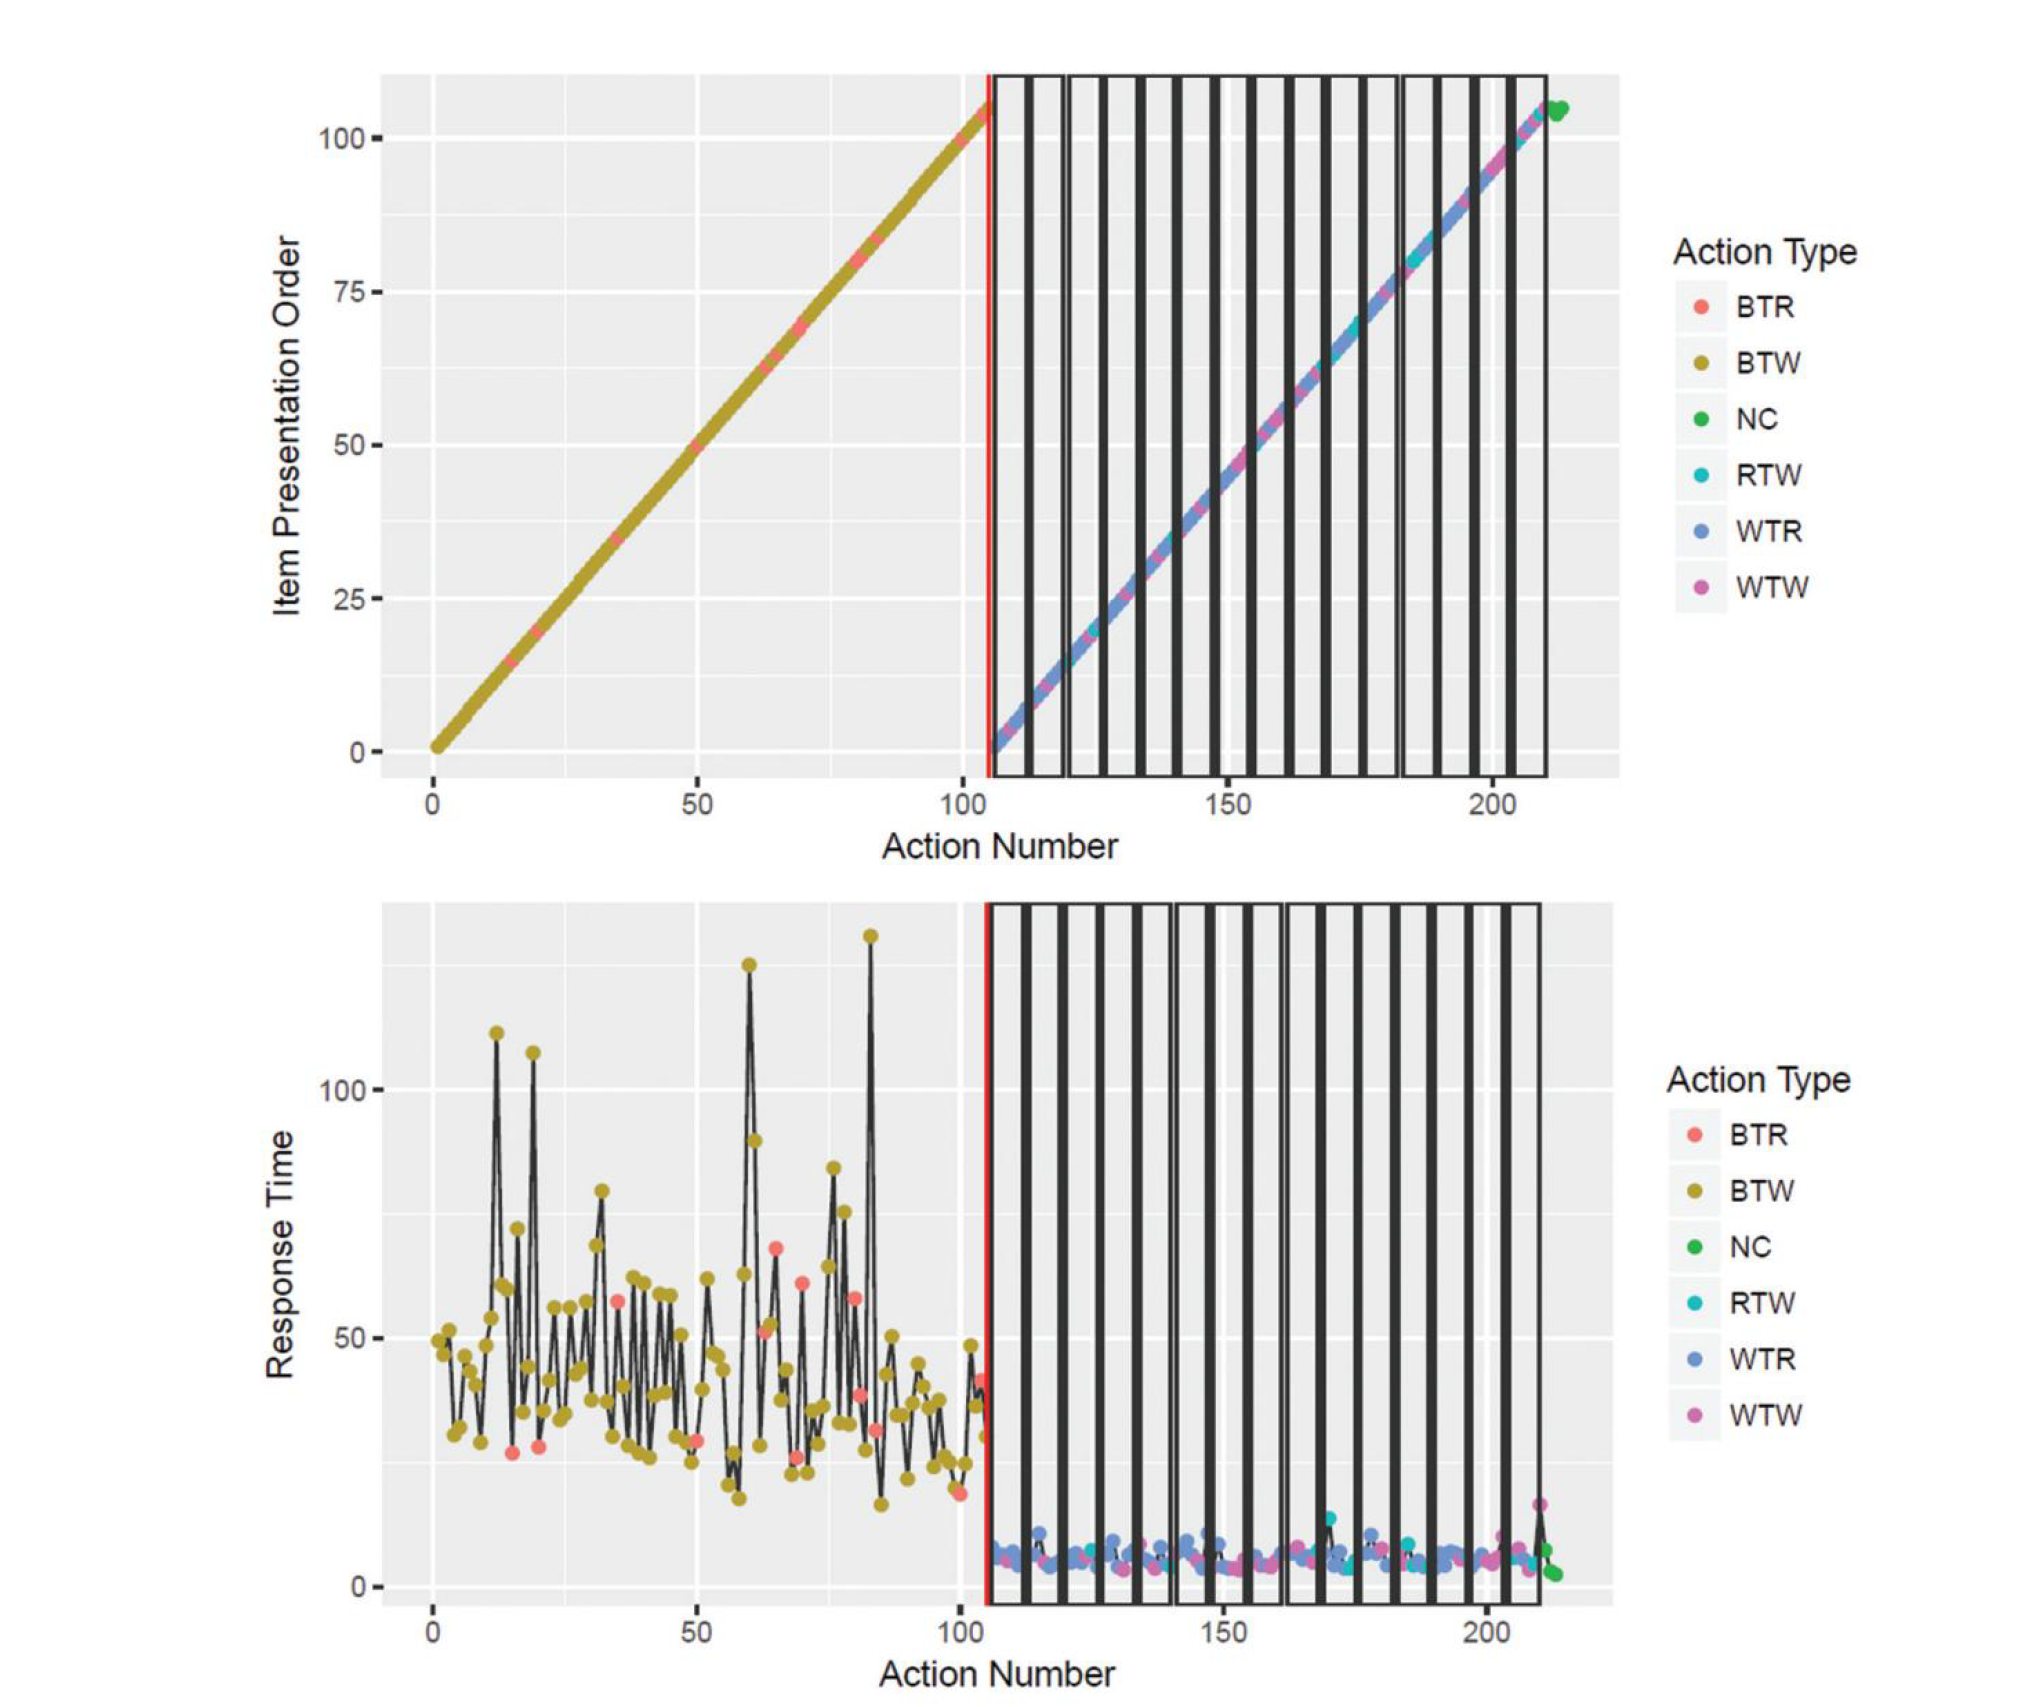 100
75
50
25
0
Item Presentation Order
0 50 100 150 200
Action Number
Action Type
BTR
BTW
NC
RTW
WTR
WTW
100
50
0
Response Time
0 50 100 150 200
Action Number
Action Type
BTR
BTW
NC
RTW
WTR
WTW